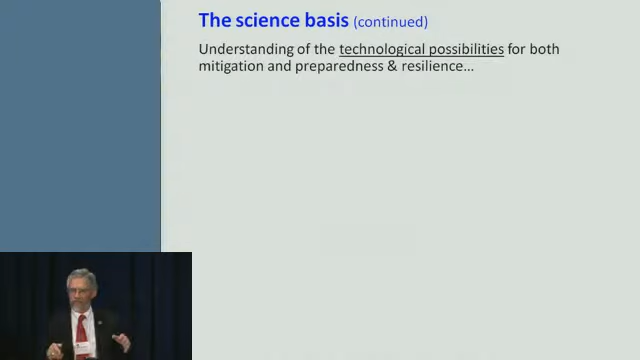 The science basis (continued)
Understanding of the technological possibilities for both
mitigation and preparedness & resilience...